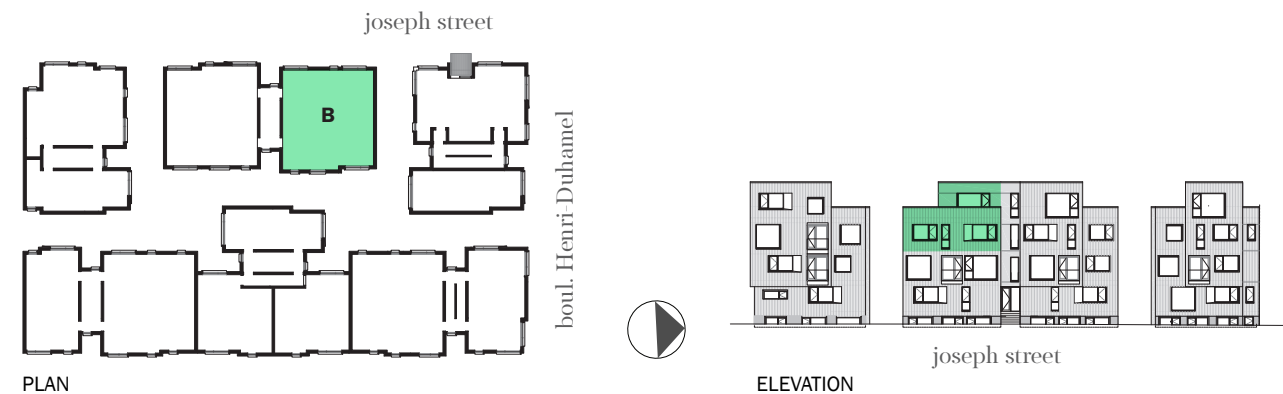 joseph street
B
boul. Henri-Duhamel
PLAN
joseph street
ELEVATION